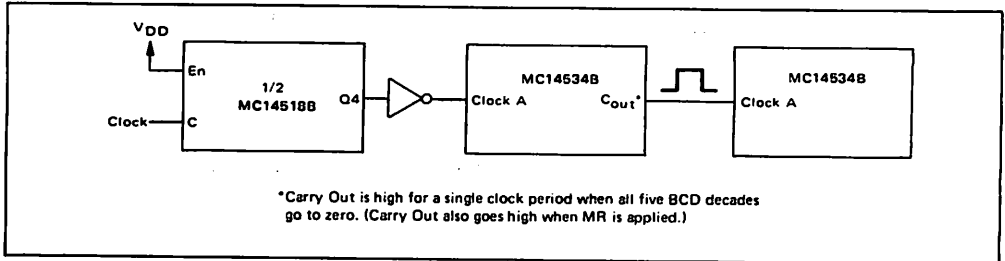 VDD
En
1/2
MC14518B
Q4
Clock
C
MC14534B
Clock A
Cout*
MC14534B
Clock A
*Carry Out is high for a single clock period when all five BCD decades
go to zero. (Carry Out also goes high when MR is applied.)